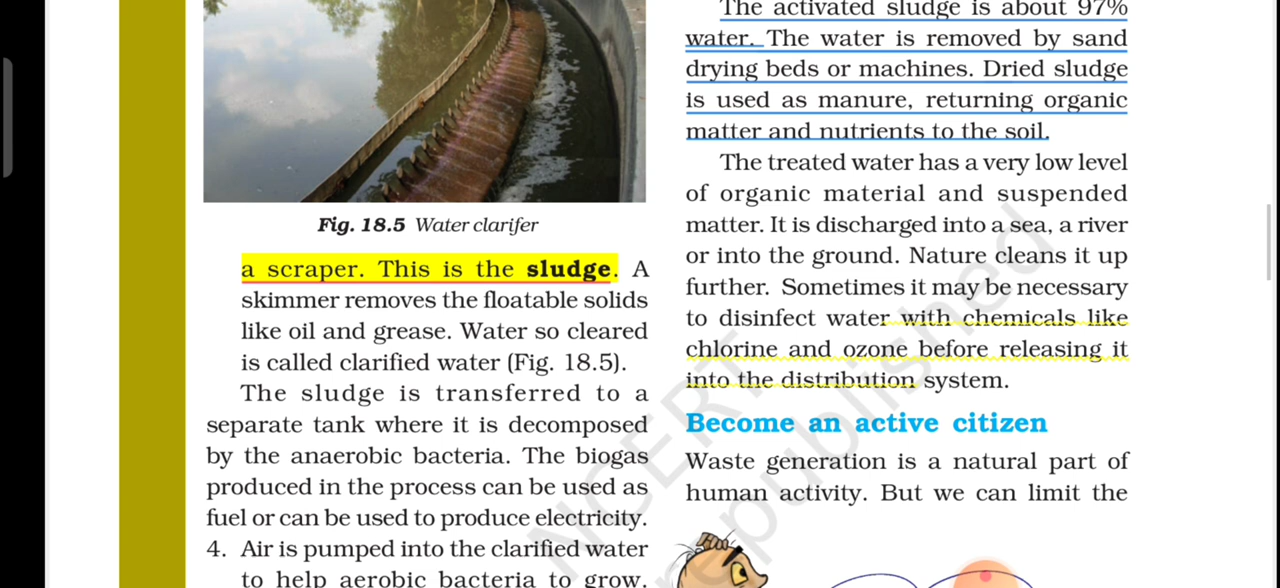 Fig. 18.5 Water clarifer
a scraper. This is the sludge. A
skimmer removes the floatable solids
like oil and grease. Water so cleared
is called clarified water (Fig. 18.5).
The sludge is transferred to a
separate tank where it is decomposed
by the anaerobic bacteria. The biogas
produced in the process can be used as
fuel or can be used to produce electricity.
4. Air is pumped into the clarified water
to help aerobic bacteria to grow.
The activated sludge is about 97%
water. The water is removed by sand
drying beds or machines. Dried sludge
is used as manure, returning organic
matter and nutrients to the soil.
The treated water has a very low level
of organic material and suspended
matter. It is discharged into a sea, a river
or into the ground. Nature cleans it up
further. Sometimes it may be necessary
to disinfect water with chemicals like
chlorine and ozone before releasing it
into the distribution system.
Become an active citizen
Waste generation is a natural part of
human activity. But we can limit the
NCERT
republished